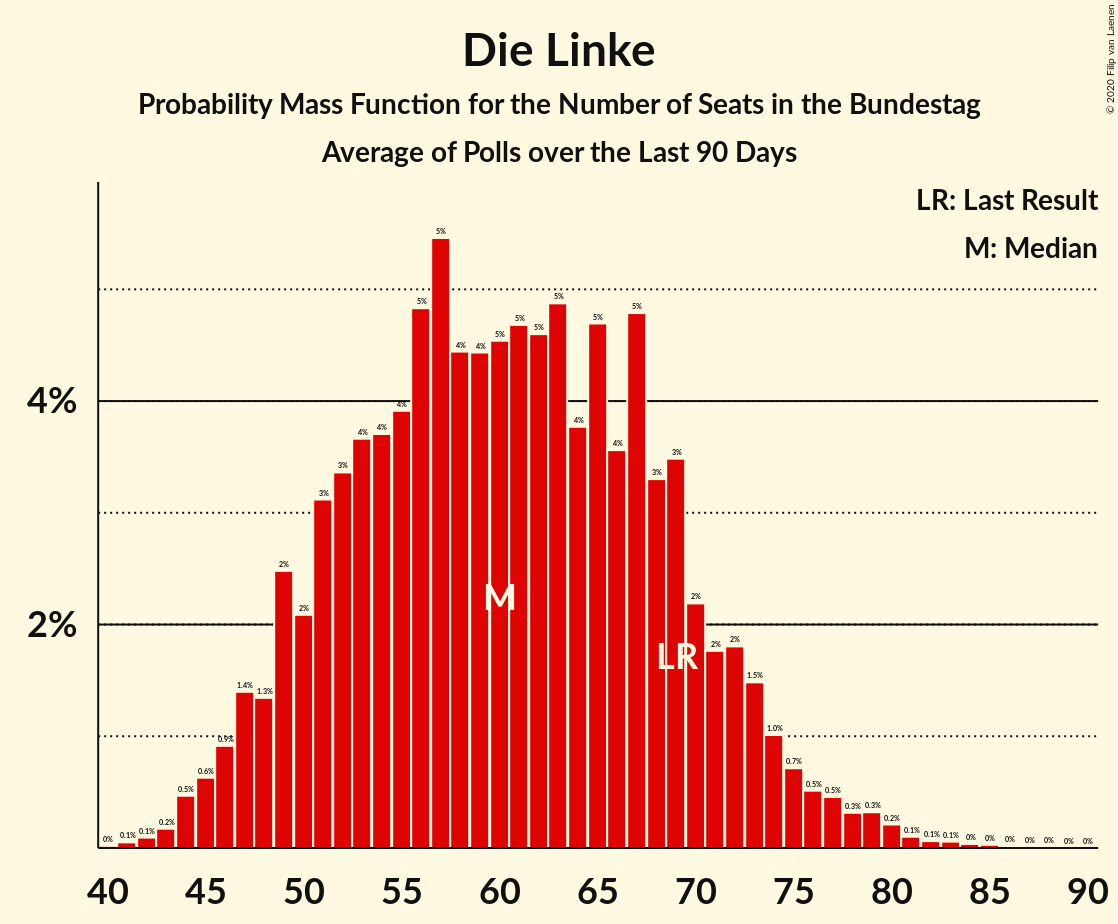 Die Linke
Probability Mass Function for the Number of Seats in the Bundestag
Average of Polls over the Last 90 Days
© 2020 Filip van Laenen
LR: Last Result
M: Median
4%
2%
0% 0.1% 0.1% 0.2% 0.5% 0.6% 0.9% 1.4% 1.3% 2% 2% 3% 3% 4% 4% 4% 5% 5% 4% 4% 5% 5% 5% 5% 4% 5% 4% 5% 3% 3% 2% 2% 2% 1.5% 1.0% 0.7% 0.5% 0.5% 0.3% 0.3% 0.2% 0.1% 0.1% 0.1% 0% 0% 0% 0% 0% 0% 0%
M
LR
40 45 50 55 60 65 70 75 80 85 90